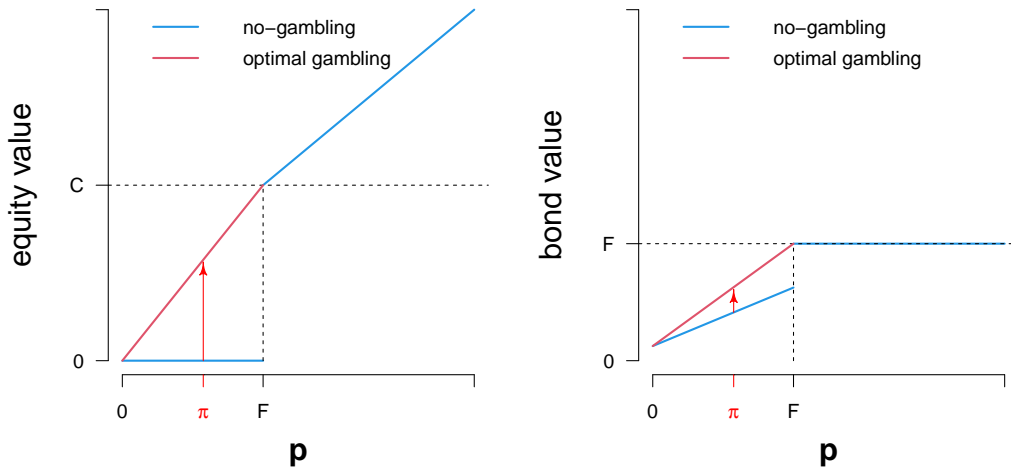 no−gambling
optimal gambling
equity value
C
0
0
π
F
p
no−gambling
optimal gambling
bond value
F
0
0
π
F
p